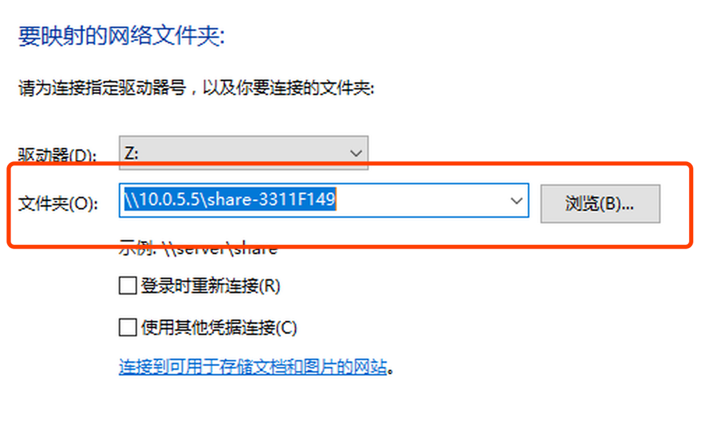 要映射的网络文件夹:
请为连接指定驱动器号，以及你要连接的文件夹:
驱动器(D): Z:
文件夹(O): \\10.0.5.5\share-3311F149 浏览(B)...
示例: \\server\share
登录时重新连接(R)
使用其他凭据连接(C)
连接到可用于存储文档和图片的网站。